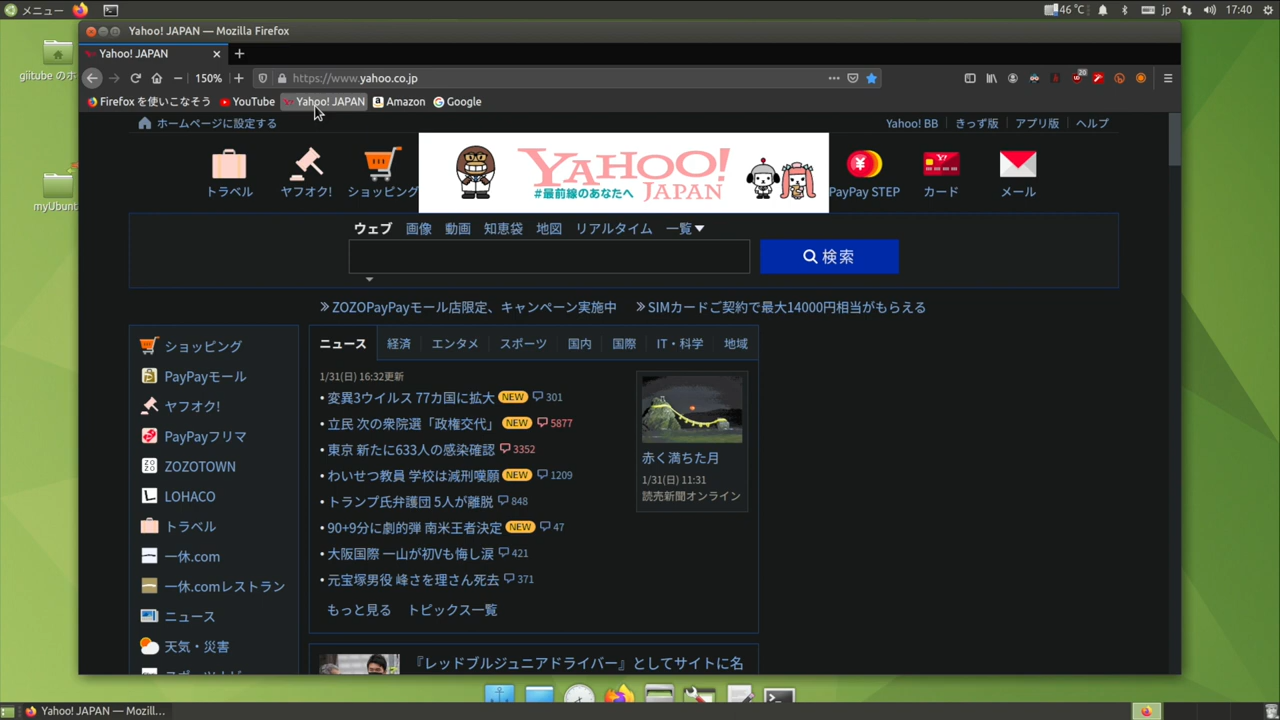 メニュー
46 ℃
jp
17:40
giitube のホ
myUbunt
Yahoo! JAPAN — Mozilla Firefox
Yahoo! JAPAN
150%
https://www.yahoo.co.jp
20
Firefox を使いこなそう YouTube Yahoo! JAPAN Amazon Google
ホームページに設定する
Yahoo! BB きっず版 アプリ版 ヘルプ
トラベル ヤフオク! ショッピング
YAHOO!
JAPAN
#最前線のあなたへ
PayPay STEP カード メール
ウェブ 画像 動画 知恵袋 地図 リアルタイム 一覧▼
検索
ZOZOPayPayモール店限定、キャンペーン実施中
SIMカードご契約で最大14000円相当がもらえる
ショッピング
PayPayモール
ヤフオク!
PayPayフリマ
ZOZOTOWN
LOHACO
トラベル
一休.com
一休.comレストラン
ニュース
天気・災害
ニュース 経済 エンタメ スポーツ 国内 国際 IT・科学 地域
1/31(日) 16:32更新
・変異3ウイルス 77カ国に拡大 NEW 301
・立民 次の衆院選「政権交代」 NEW 5877
・東京 新たに633人の感染確認 3352
・わいせつ教員 学校は減刑嘆願 NEW 1209
・トランプ氏弁護団 5人が離脱 848
・90+9分に劇的弾 南米王者決定 NEW 47
・大阪国際 一山が初Vも悔し涙 421
・元宝塚男役 峰さを理さん死去 371
もっと見る トピックス一覧
赤く満ちた月
1/31(日) 11:31
読売新聞オンライン
『レッドブルジュニアドライバー』としてサイトに名
Yahoo! JAPAN — Mozill...